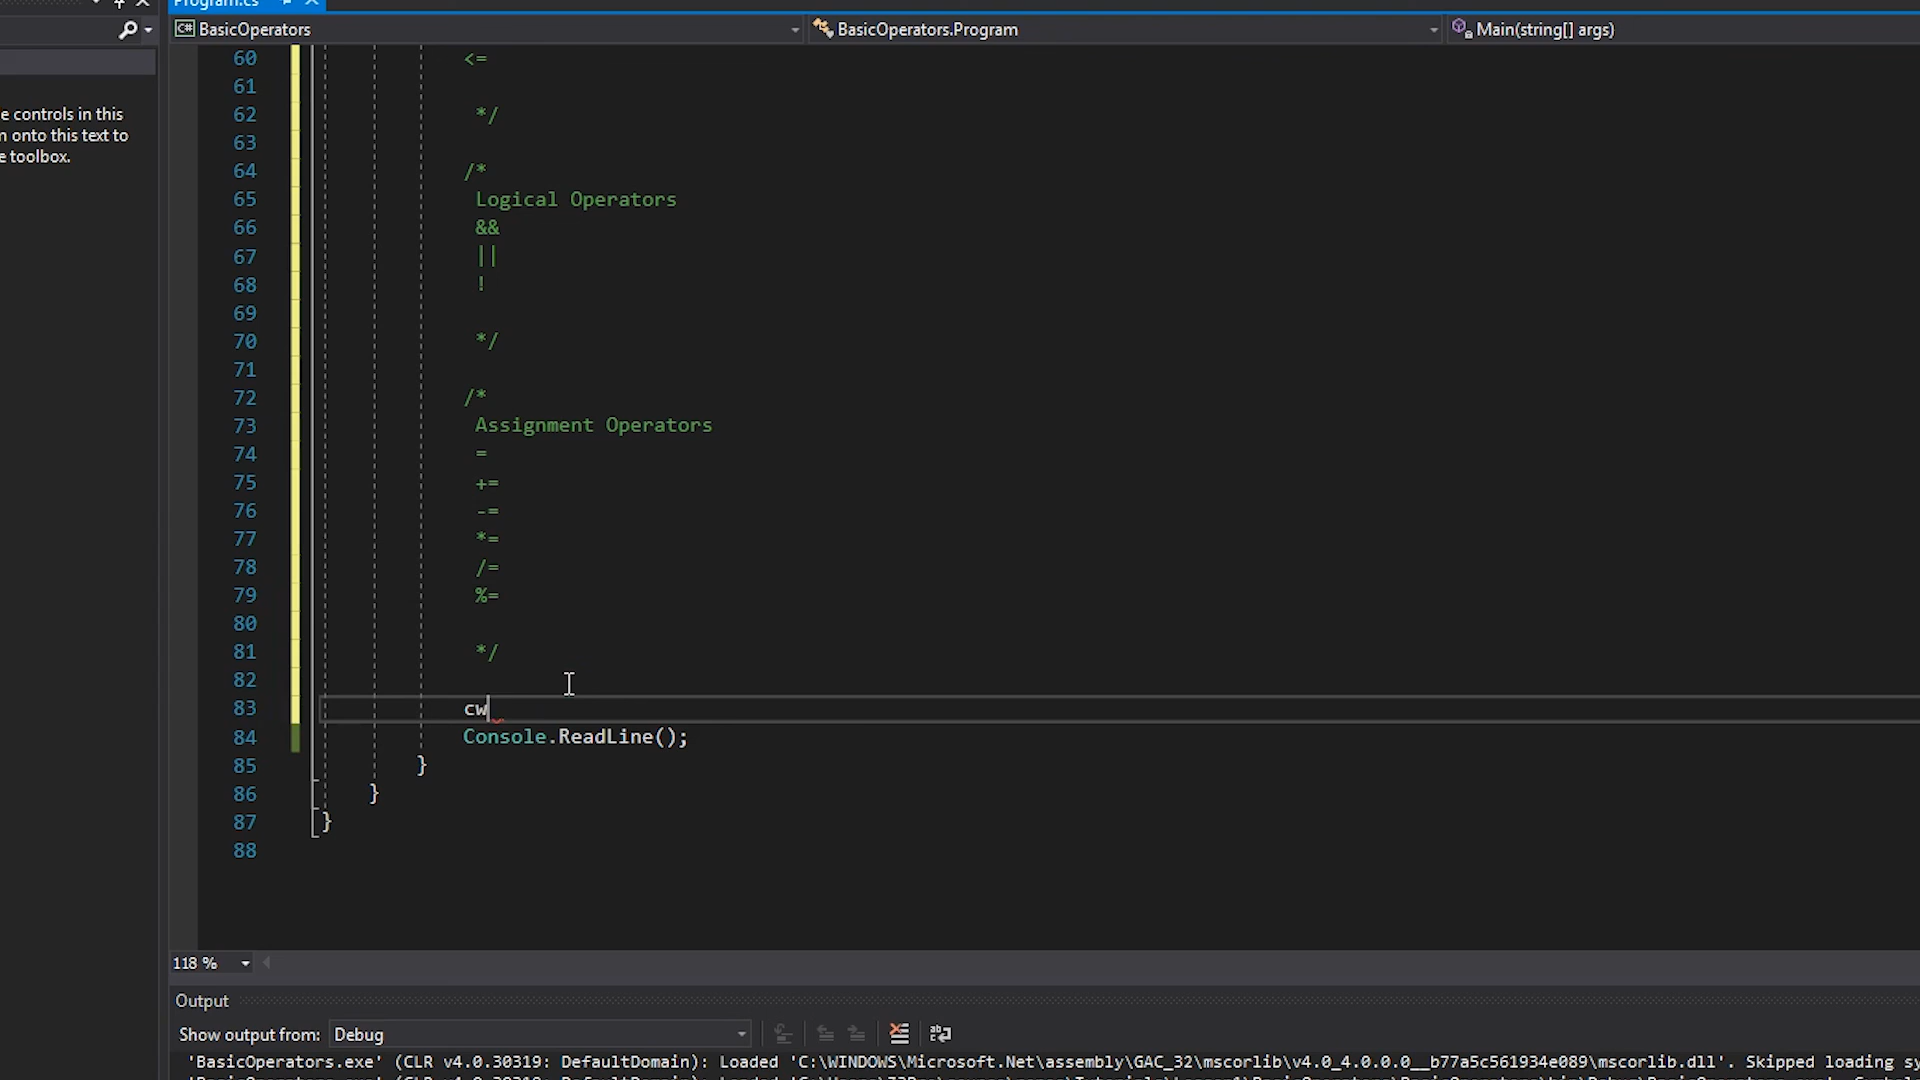 Program.cs
BasicOperators
BasicOperators.Program
Main(string[] args)
e controls in this
n onto this text to
e toolbox.
60 <=
61
62 */
63
64 /*
65 Logical Operators
66 &&
67 ||
68 !
69
70 */
71
72 /*
73 Assignment Operators
74 =
75 +=
76 -=
77 *=
78 /=
79 %=
80
81 */
82
83 cw
84 Console.ReadLine();
85 }
86 }
87 }
88
118 %
Output
Show output from: Debug
'BasicOperators.exe' (CLR v4.0.30319: DefaultDomain): Loaded 'C:\WINDOWS\Microsoft.Net\assembly\GAC_32\mscorlib\v4.0_4.0.0.0__b77a5c561934e089\mscorlib.dll'. Skipped loading sy